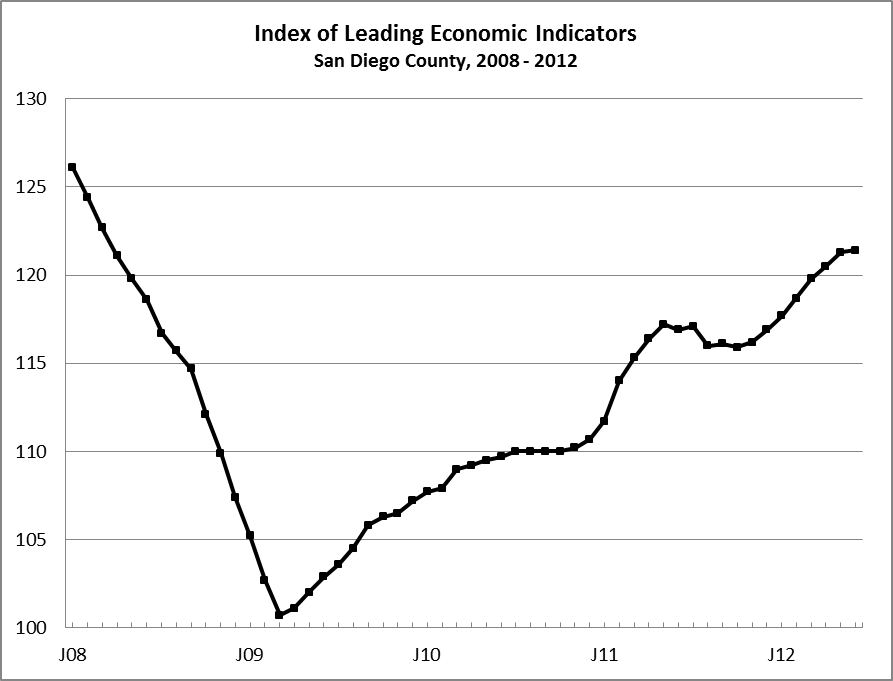 Index of Leading Economic Indicators
San Diego County, 2008 - 2012
130
125
120
115
110
105
100
J08 J09 J10 J11 J12